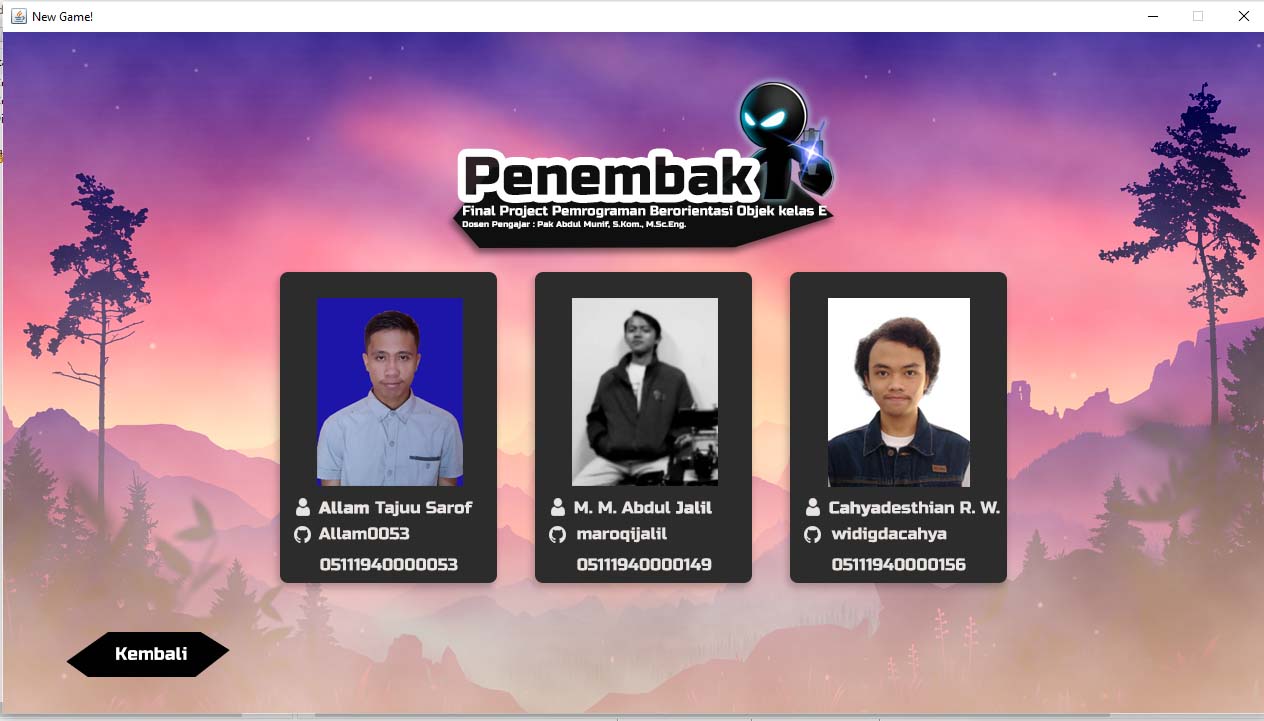 New Game!
Penembak
Final Project Pemrograman Berorientasi Objek kelas E
Dosen Pengajar : Pak Abdul Munif, S.Kom., M.Sc.Eng.
Allam Tajuu Sarof
Allam0053
05111940000053
M. M. Abdul Jalil
maroqijalil
05111940000149
Cahyadesthian R. W.
widigdacahya
05111940000156
Kembali